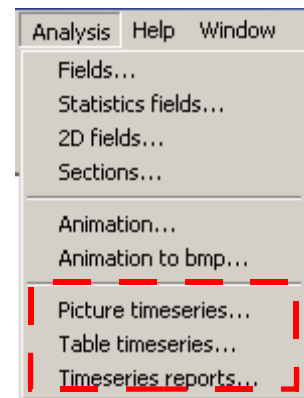 Analysis Help Window
Fields...
Statistics fields...
2D fields...
Sections...
Animation...
Animation to bmp...
Picture timeseries...
Table timeseries...
Timeseries reports...